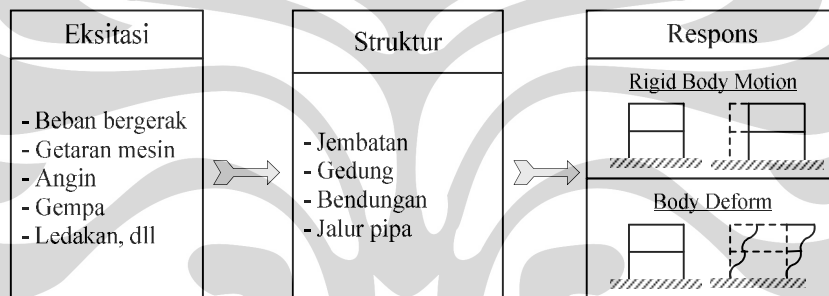 Eksitasi
- Beban bergerak
- Getaran mesin
- Angin
- Gempa
- Ledakan, dll
Struktur
- Jembatan
- Gedung
- Bendungan
- Jalur pipa
Respons
Rigid Body Motion
Body Deform